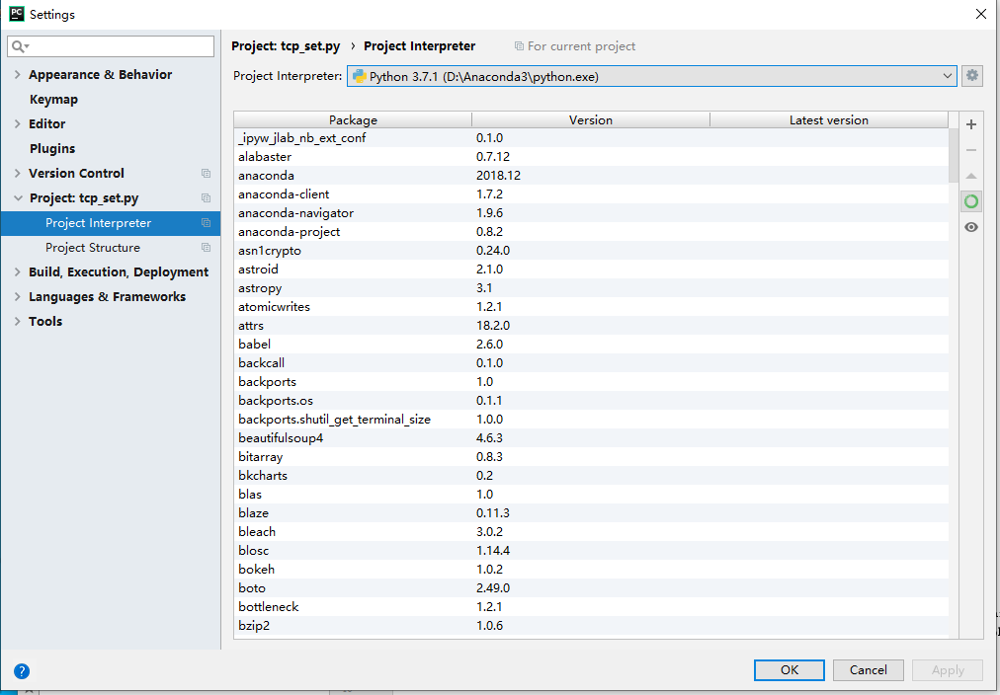 Settings
Appearance & Behavior
Keymap
Editor
Plugins
Version Control
Project: tcp_set.py
Project Interpreter
Project Structure
Build, Execution, Deployment
Languages & Frameworks
Tools
Project: tcp_set.py › Project Interpreter For current project
Project Interpreter: Python 3.7.1 (D:\Anaconda3\python.exe)
Package Version Latest version
_ipyw_jlab_nb_ext_conf 0.1.0
alabaster 0.7.12
anaconda 2018.12
anaconda-client 1.7.2
anaconda-navigator 1.9.6
anaconda-project 0.8.2
asn1crypto 0.24.0
astroid 2.1.0
astropy 3.1
atomicwrites 1.2.1
attrs 18.2.0
babel 2.6.0
backcall 0.1.0
backports 1.0
backports.os 0.1.1
backports.shutil_get_terminal_size 1.0.0
beautifulsoup4 4.6.3
bitarray 0.8.3
bkcharts 0.2
blas 1.0
blaze 0.11.3
bleach 3.0.2
blosc 1.14.4
bokeh 1.0.2
boto 2.49.0
bottleneck 1.2.1
bzip2 1.0.6
OK Cancel Apply